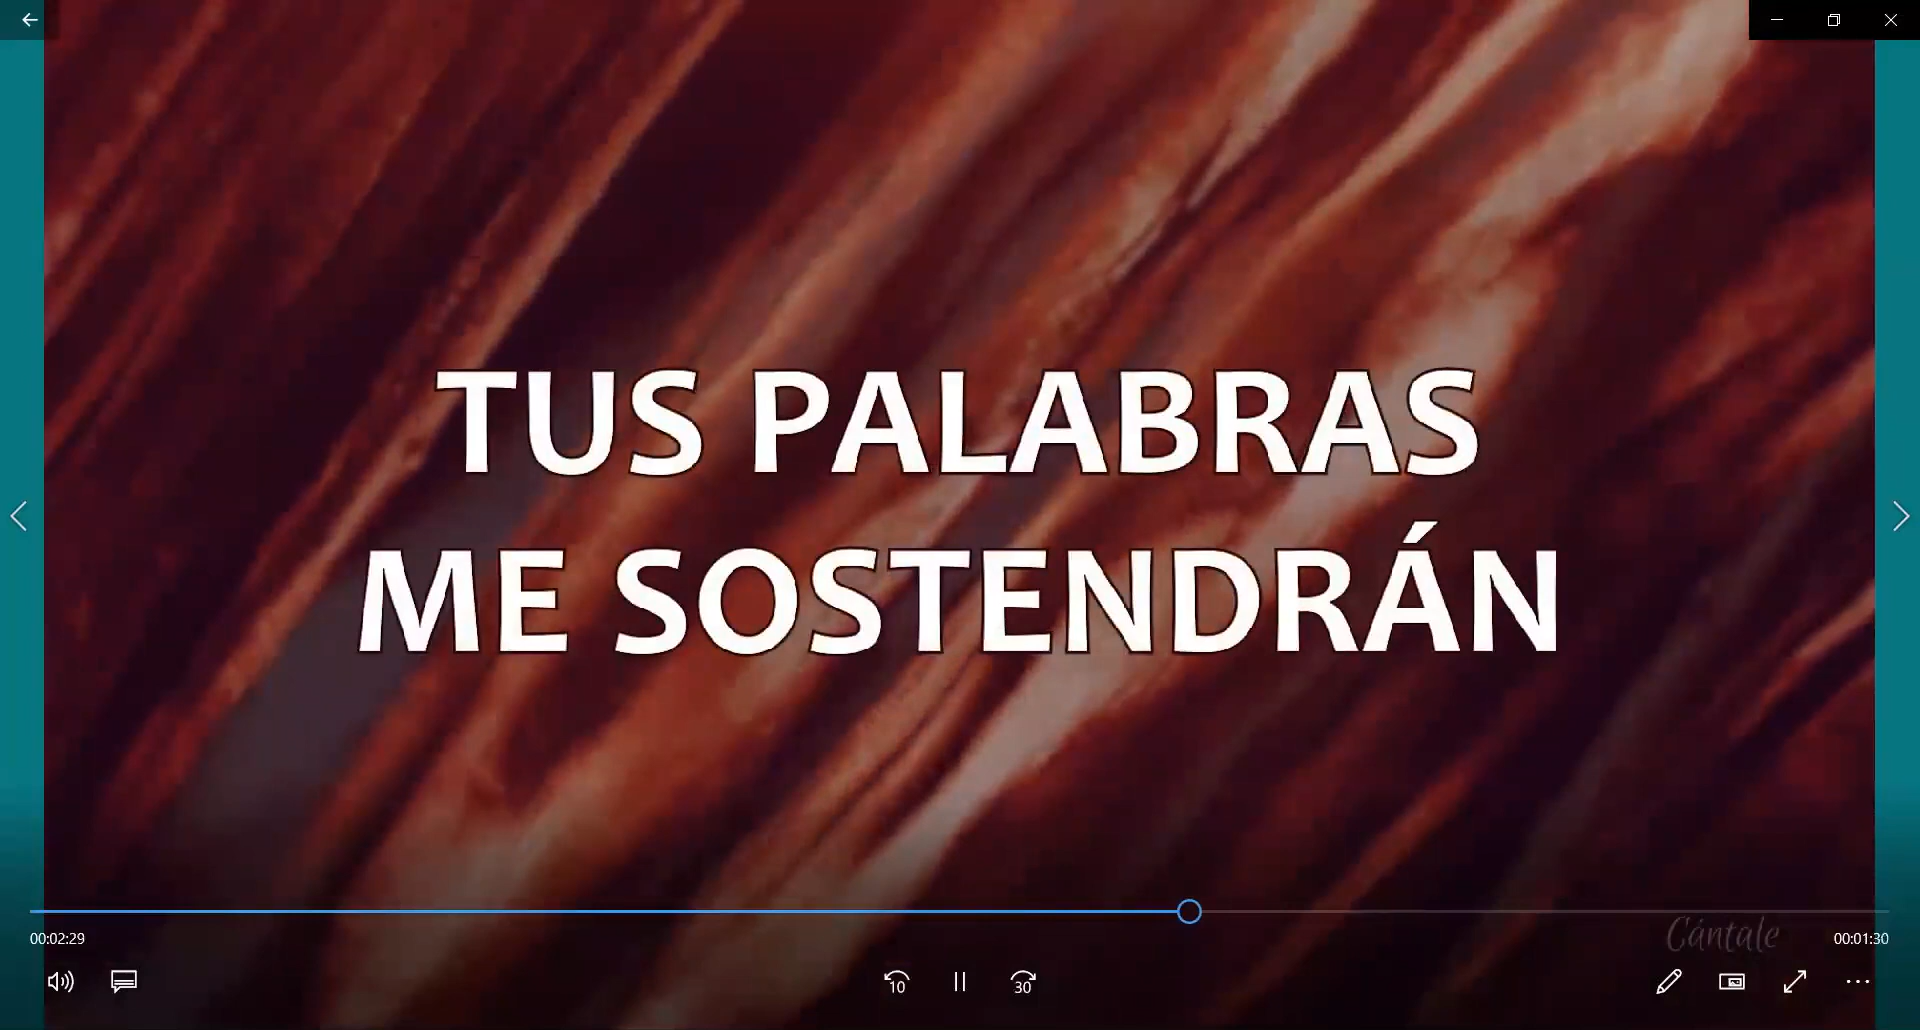 TUS PALABRAS
ME SOSTENDRÁN
Cántale
00:02:29
00:01:30
10
30